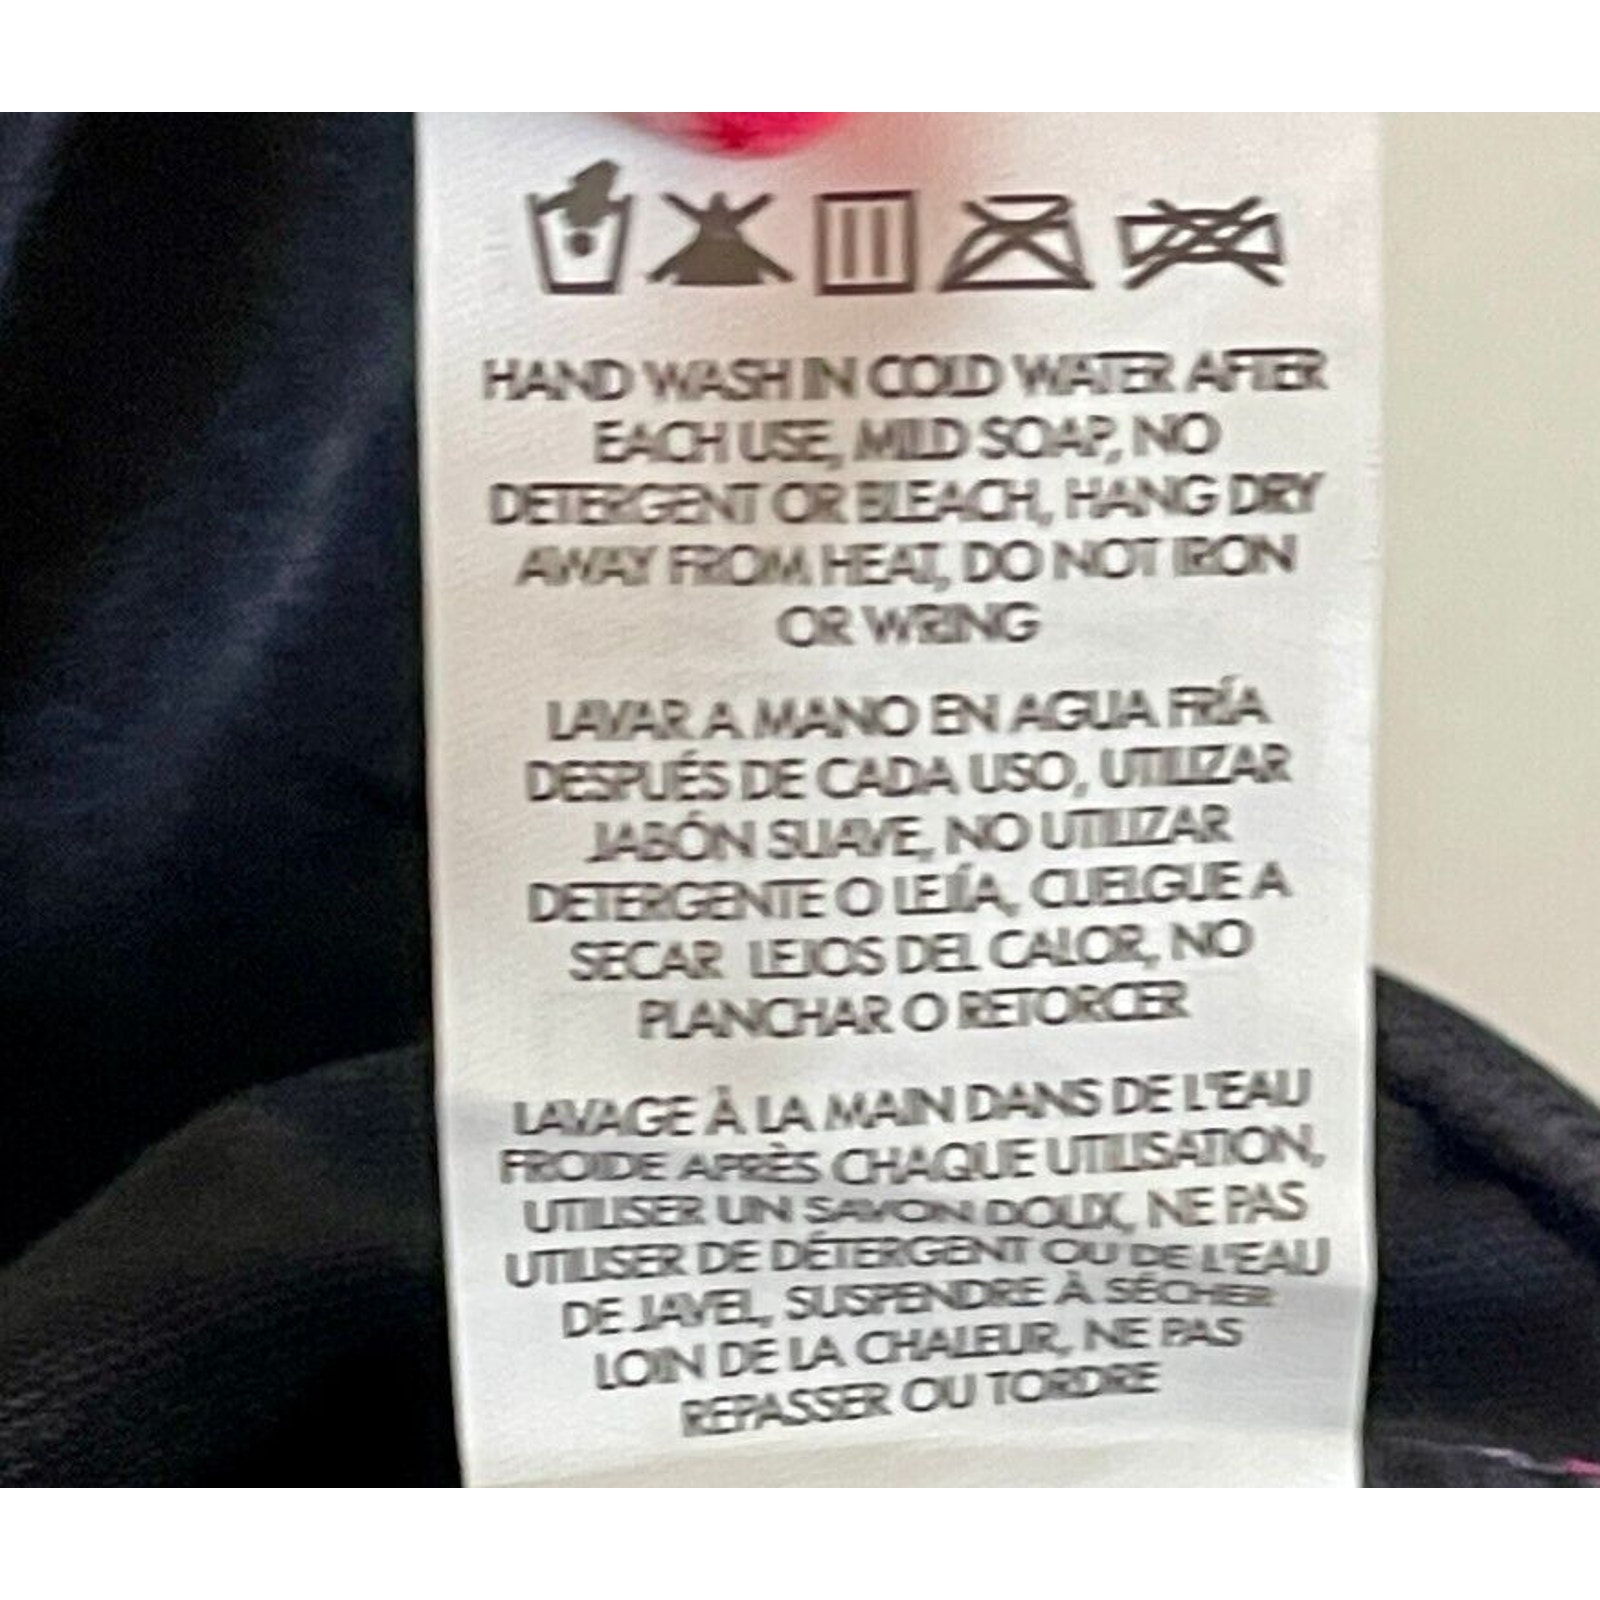 HAND WASH IN COLD WATER AFTER
EACH USE, MILD SOAP, NO
DETERGENT OR BLEACH, HANG DRY
AWAY FROM HEAT, DO NOT IRON
OR WRING
LAVAR A MANO EN AGUA FRÍA
DESPUÉS DE CADA USO, UTILIZAR
JABÓN SUAVE, NO UTILIZAR
DETERGENTE O LEJÍA, CUELGUE A
SECAR LEJOS DEL CALOR, NO
PLANCHAR O RETORCER
LAVAGE À LA MAIN DANS DE L'EAU
FROIDE APRÈS CHAQUE UTILISATION,
UTILISER UN SAVON DOUX, NE PAS
UTILISER DE DÉTERGENT OU DE L'EAU
DE JAVEL, SUSPENDRE À SÉCHER
LOIN DE LA CHALEUR, NE PAS
REPASSER OU TORDRE